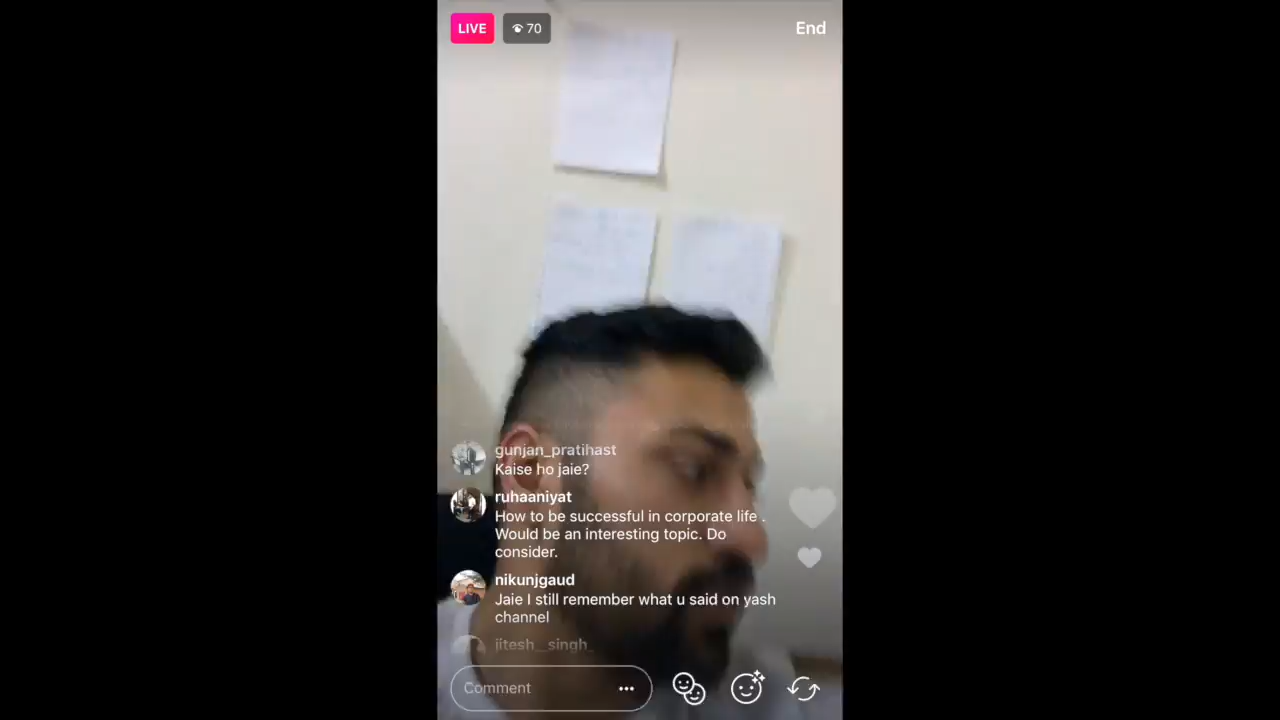 LIVE 70 End
gunjan_pratihast
Kaise ho jaie?
ruhaaniyat
How to be successful in corporate life .
Would be an interesting topic. Do
consider.
nikunjgaud
Jaie I still remember what u said on yash
channel
jitesh_singh_
Comment